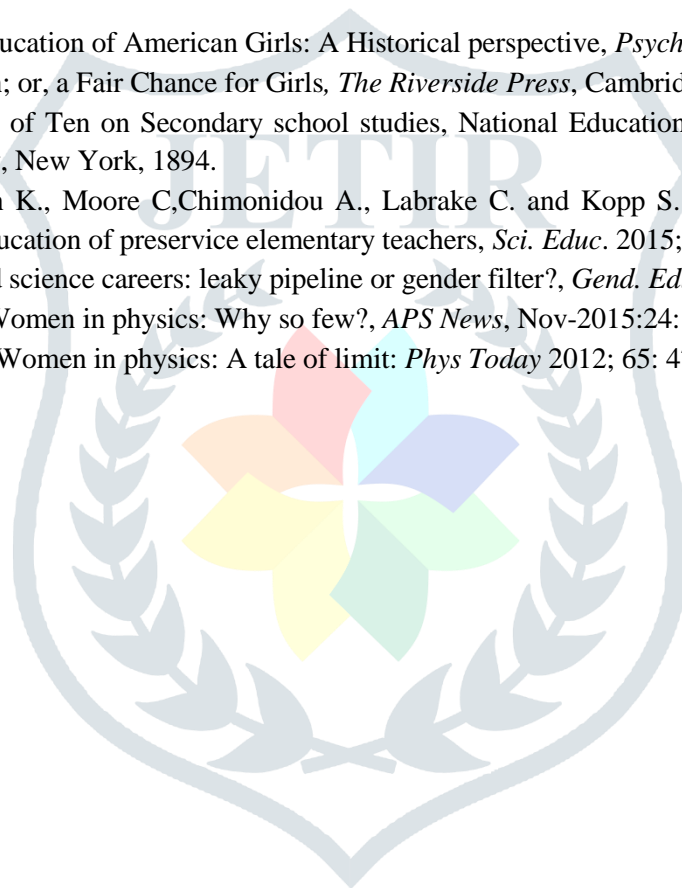 ucation of American Girls: A Historical perspective, Psych
; or, a Fair Chance for Girls, The Riverside Press, Cambrid
of Ten on Secondary school studies, National Education
, New York, 1894.
K., Moore C,Chimonidou A., Labrake C. and Kopp S.
ucation of preservice elementary teachers, Sci. Educ. 2015;
science careers: leaky pipeline or gender filter?, Gend. Ed
Women in physics: Why so few?, APS News, Nov-2015:24:
Women in physics: A tale of limit: Phys Today 2012; 65: 4
JETIR